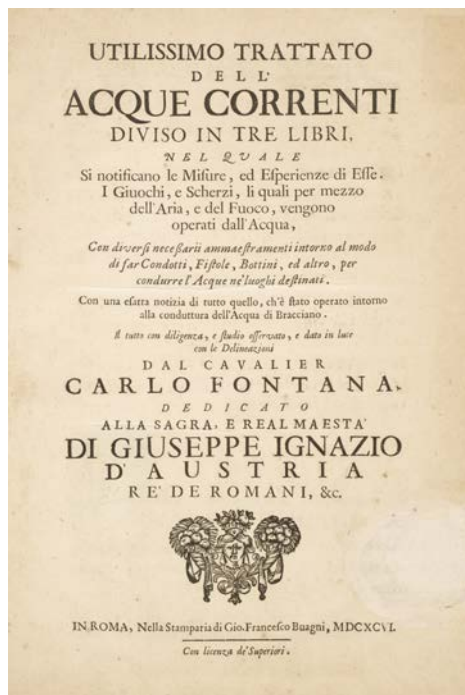 UTILISSIMO TRATTATO
DELL'
ACQUE CORRENTI
DIVISO IN TRE LIBRI,
NEL QUALE
Si notificano le Miſure, ed Eſperienze di Eſſe.
I Giuochi, e Scherzi, li quali per mezzo
dell'Aria, e del Fuoco, vengono
operati dall'Acqua,
Con diverſi neceſſarii ammaeſtramenti intorno al modo
di far Condotti, Fiſtole, Bottini, ed altro, per
condurre l'Acque ne' luoghi deſtinati.
Con una eſatta notizia di tutto quello, ch'è ſtato operato intorno
alla conduttura dell'Acqua di Bracciano.
Il tutto con diligenza, e ſtudio oſſervato, e dato in luce
con le Delineazioni
DAL CAVALIER
CARLO FONTANA,
DEDICATO
ALLA SAGRA, E REAL MAESTA'
DI GIUSEPPE IGNAZIO
D'AUSTRIA
RE' DE ROMANI, &c.
IN ROMA, Nella Stamparia di Gio. Franceſco Buagni, MDCXCVI.
Con licenza de' Superiori.